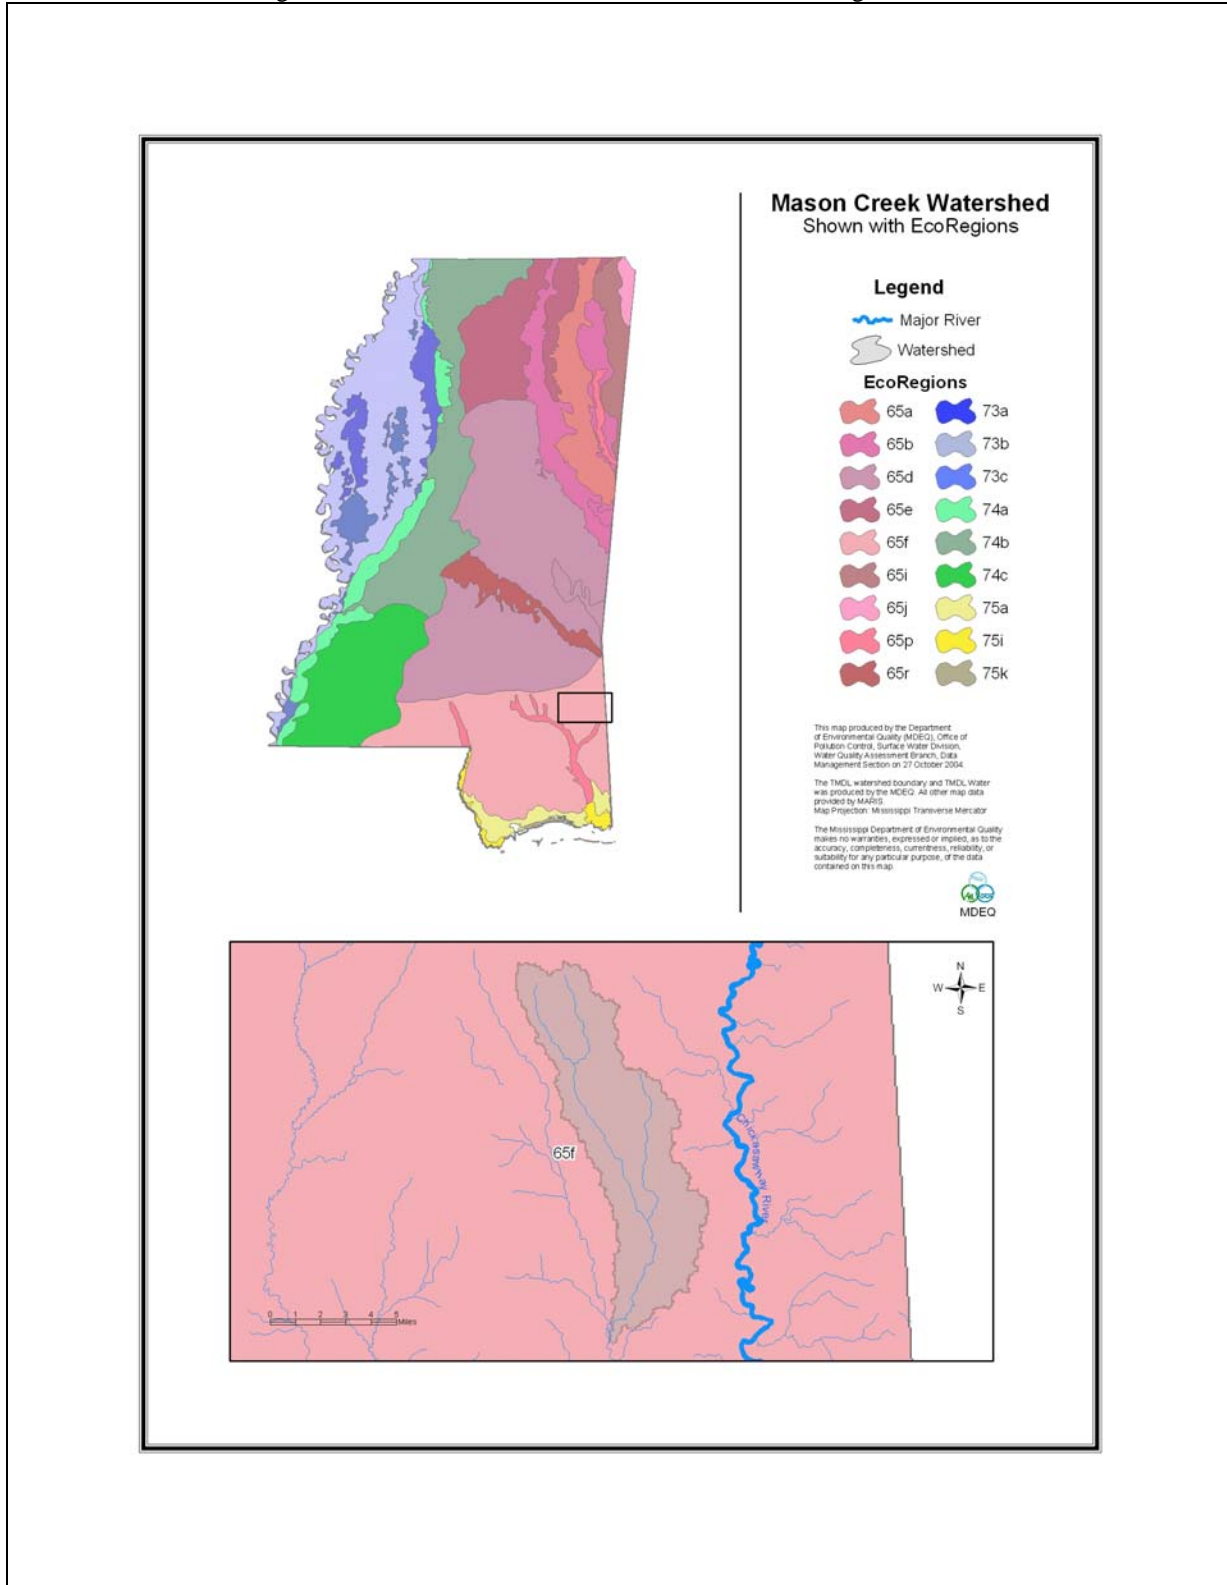 Mason Creek Watershed
Shown with EcoRegions
Legend
Major River
Watershed
EcoRegions
65a 73a
65b 73b
65d 73c
65e 74a
65f 74b
65i 74c
65j 75a
65p 75i
65r 75k
This map produced by the Department
of Environmental Quality (MDEQ), Office of
Pollution Control, Surface Water Division,
Water Quality Assessment Branch, Data
Management Section on 27 October 2004.
The TMDL watershed boundary and TMDL Water
was produced by the MDEQ. All other map data
provided by MARIS.
Map Projection: Mississippi Transverse Mercator
The Mississippi Department of Environmental Quality
makes no warranties, expressed or implied, as to the
accuracy, completeness, currentness, reliability, or
suitability for any particular purpose, of the data
contained on this map.
MDEQ
N
W E
S
Chickasawhay River
65f
0 1 2 3 4 5
Miles